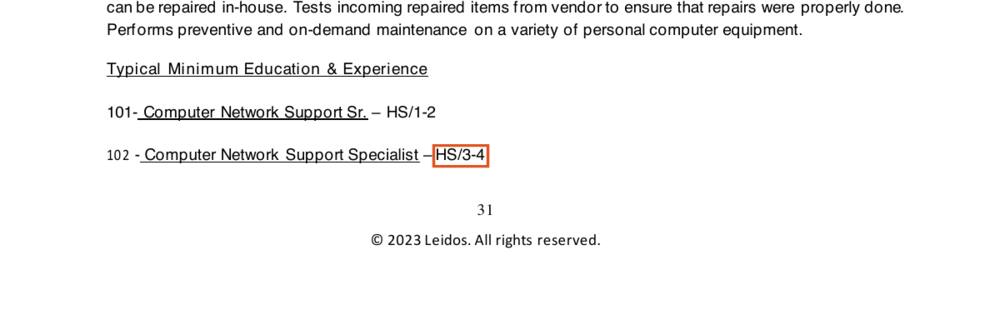 can be repaired in-house. Tests incoming repaired items from vendor to ensure that repairs were properly done.
Performs preventive and on-demand maintenance on a variety of personal computer equipment.
Typical Minimum Education & Experience
101- Computer Network Support Sr. – HS/1-2
102 - Computer Network Support Specialist –HS/3-4
31
© 2023 Leidos. All rights reserved.